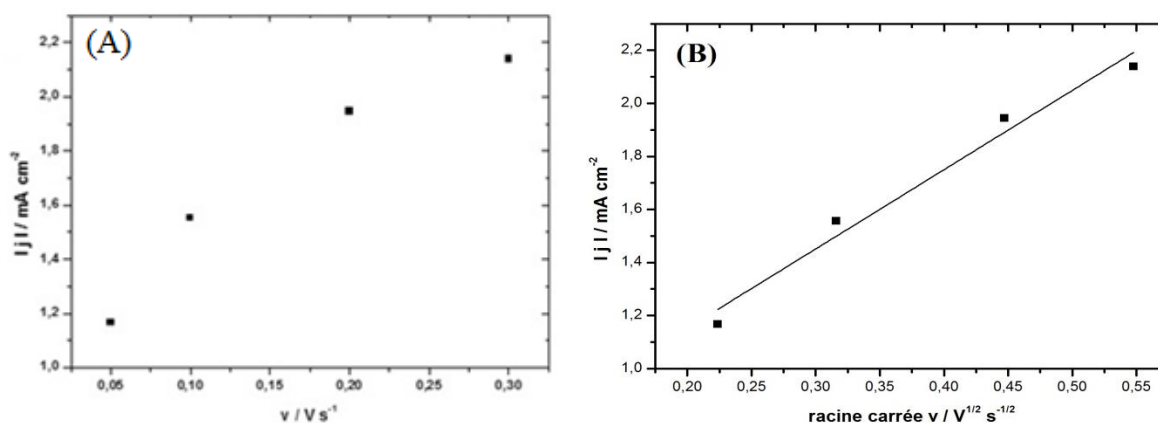 (A)
2,2
2,0
1,8
1,6
1,4
1,2
1,0
0,05 0,10 0,15 0,20 0,25 0,30
v / V s⁻¹
I j I / mA cm⁻²
(B)
2,2
2,0
1,8
1,6
1,4
1,2
1,0
0,20 0,25 0,30 0,35 0,40 0,45 0,50 0,55
racine carrée v / V¹/² s⁻¹/²
I j I / mA cm⁻²